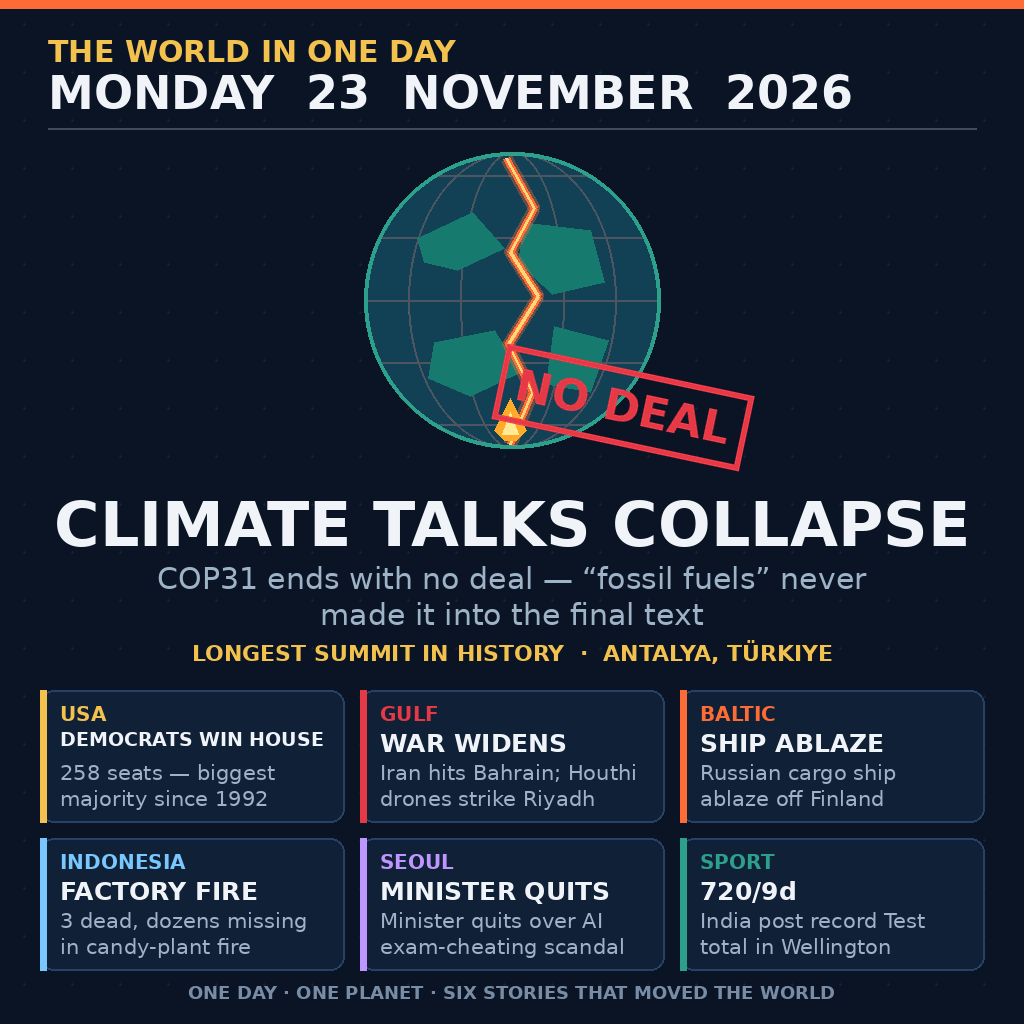 THE WORLD IN ONE DAY
MONDAY 23 NOVEMBER 2026
NO DEAL
CLIMATE TALKS COLLAPSE
COP31 ends with no deal — “fossil fuels” never
made it into the final text
LONGEST SUMMIT IN HISTORY · ANTALYA, TÜRKIYE
USA
DEMOCRATS WIN HOUSE
258 seats — biggest
majority since 1992
GULF
WAR WIDENS
Iran hits Bahrain; Houthi
drones strike Riyadh
BALTIC
SHIP ABLAZE
Russian cargo ship
ablaze off Finland
INDONESIA
FACTORY FIRE
3 dead, dozens missing
in candy-plant fire
SEOUL
MINISTER QUITS
Minister quits over AI
exam-cheating scandal
SPORT
720/9d
India post record Test
total in Wellington
ONE DAY · ONE PLANET · SIX STORIES THAT MOVED THE WORLD